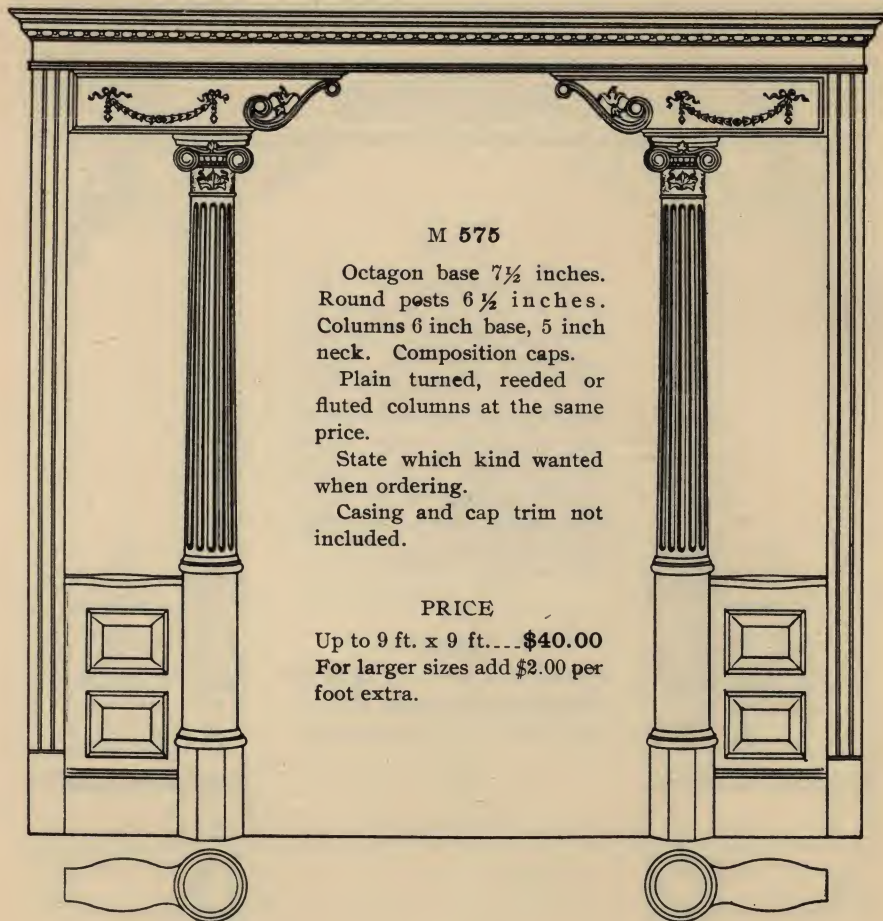 M 575
Octagon base 7½ inches.
Round posts 6½ inches.
Columns 6 inch base, 5 inch
neck. Composition caps.
Plain turned, reeded or
fluted columns at the same
price.
State which kind wanted
when ordering.
Casing and cap trim not
included.
PRICE
Up to 9 ft. x 9 ft....$40.00
For larger sizes add $2.00 per
foot extra.